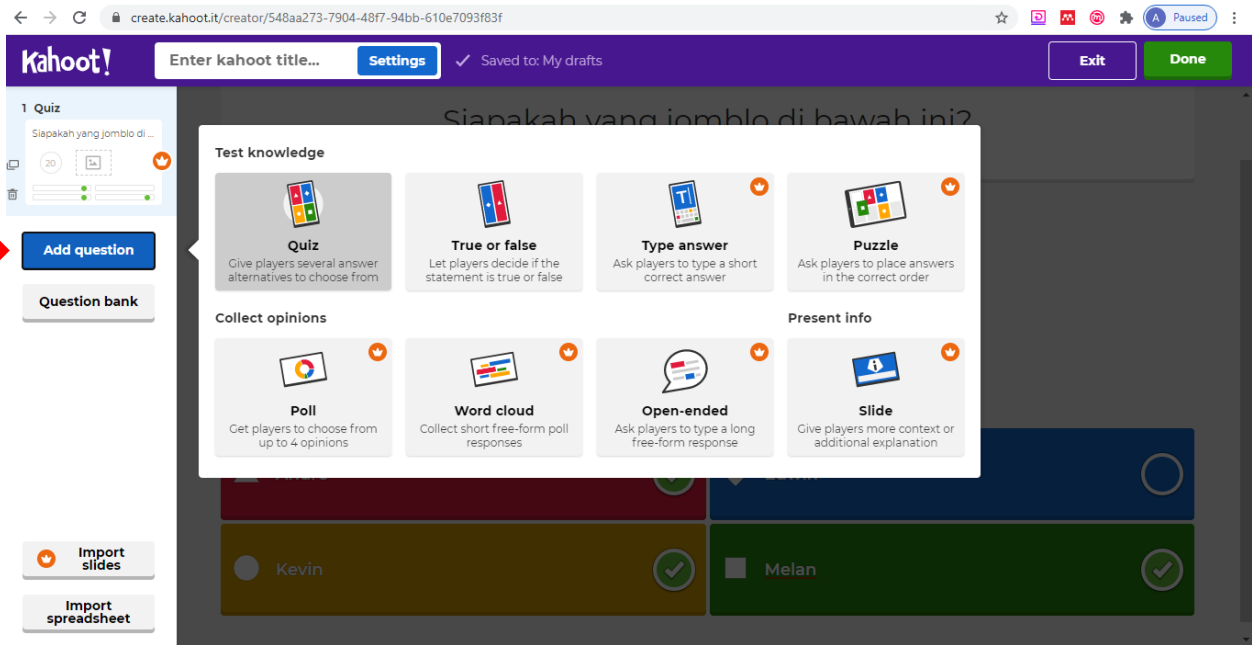 create.kahoot.it/creator/548aa273-7904-48f7-94bb-610e7093f83f
A Paused
Kahoot!
Enter kahoot title...
Settings
Saved to: My drafts
Exit
Done
1 Quiz
Siapakah yang jomblo di ...
20
Add question
Question bank
Import slides
Import spreadsheet
Siapakah yang jomblo di bawah ini?
Test knowledge
Quiz
Give players several answer
alternatives to choose from
True or false
Let players decide if the
statement is true or false
Type answer
Ask players to type a short
correct answer
Puzzle
Ask players to place answers
in the correct order
Collect opinions
Present info
Poll
Get players to choose from
up to 4 opinions
Word cloud
Collect short free-form poll
responses
Open-ended
Ask players to type a long
free-form response
Slide
Give players more context or
additional explanation
Kevin
Melan